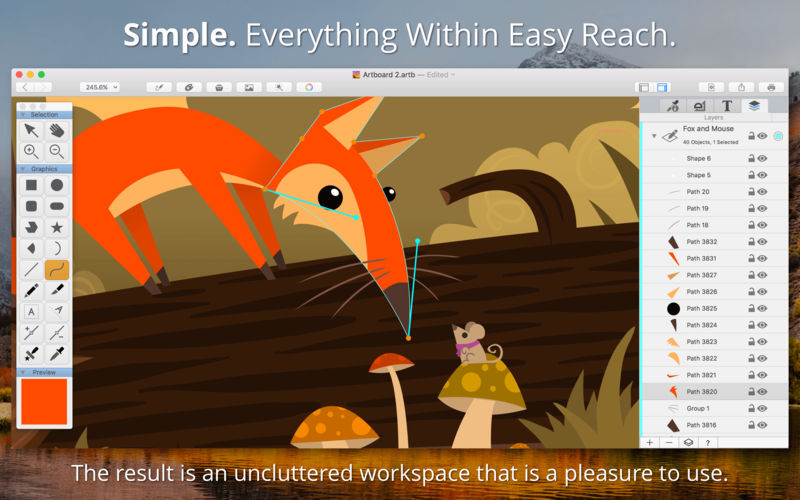 Simple. Everything Within Easy Reach.
Artboard 2.artb — Edited
245.6%
Selection
Graphics
A
Preview
T
Layers
Fox and Mouse
40 Objects, 1 Selected
Shape 6
Shape 5
Path 20
Path 19
Path 18
Path 3832
Path 3831
Path 3827
Path 3826
Path 3825
Path 3824
Path 3823
Path 3822
Path 3821
Path 3820
Group 1
Path 3816
+ − ?
The result is an uncluttered workspace that is a pleasure to use.